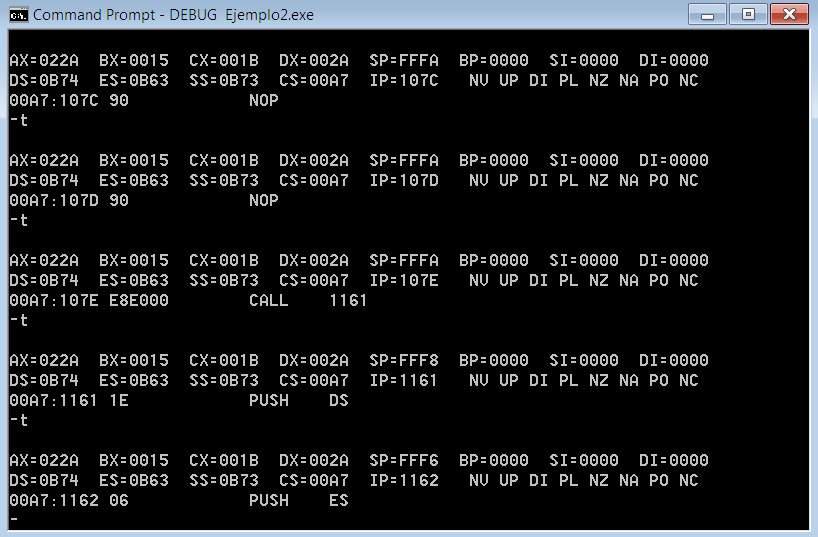 Command Prompt - DEBUG  Ejemplo2.exe
AX=022A  BX=0015  CX=001B  DX=002A  SP=FFFA  BP=0000  SI=0000  DI=0000
DS=0B74  ES=0B63  SS=0B73  CS=00A7  IP=107C   NV UP DI PL NZ NA PO NC
00A7:107C 90            NOP
-t
AX=022A  BX=0015  CX=001B  DX=002A  SP=FFFA  BP=0000  SI=0000  DI=0000
DS=0B74  ES=0B63  SS=0B73  CS=00A7  IP=107D   NV UP DI PL NZ NA PO NC
00A7:107D 90            NOP
-t
AX=022A  BX=0015  CX=001B  DX=002A  SP=FFFA  BP=0000  SI=0000  DI=0000
DS=0B74  ES=0B63  SS=0B73  CS=00A7  IP=107E   NV UP DI PL NZ NA PO NC
00A7:107E E8E000        CALL    1161
-t
AX=022A  BX=0015  CX=001B  DX=002A  SP=FFF8  BP=0000  SI=0000  DI=0000
DS=0B74  ES=0B63  SS=0B73  CS=00A7  IP=1161   NV UP DI PL NZ NA PO NC
00A7:1161 1E            PUSH    DS
-t
AX=022A  BX=0015  CX=001B  DX=002A  SP=FFF6  BP=0000  SI=0000  DI=0000
DS=0B74  ES=0B63  SS=0B73  CS=00A7  IP=1162   NV UP DI PL NZ NA PO NC
00A7:1162 06            PUSH    ES
-